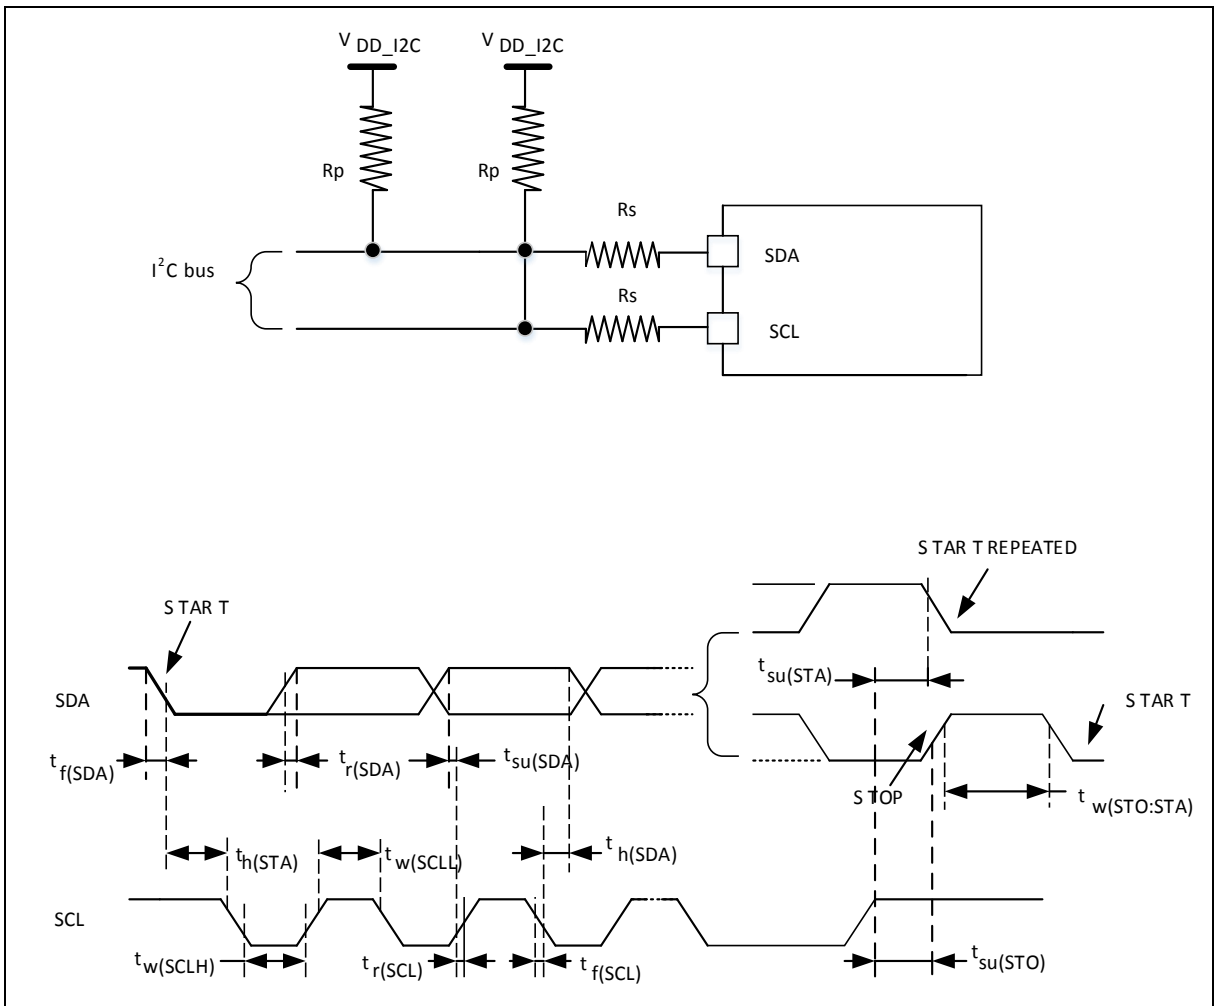 V DD_I2C
V DD_I2C
Rp
Rp
Rs
SDA
I²C bus
Rs
SCL
S TAR T REPEATED
S TAR T
t su(STA)
SDA
S TAR T
t f(SDA)
t r(SDA)
t su(SDA)
S TOP
t w(STO:STA)
t h(STA)
t w(SCLL)
t h(SDA)
SCL
t w(SCLH)
t r(SCL)
t f(SCL)
t su(STO)